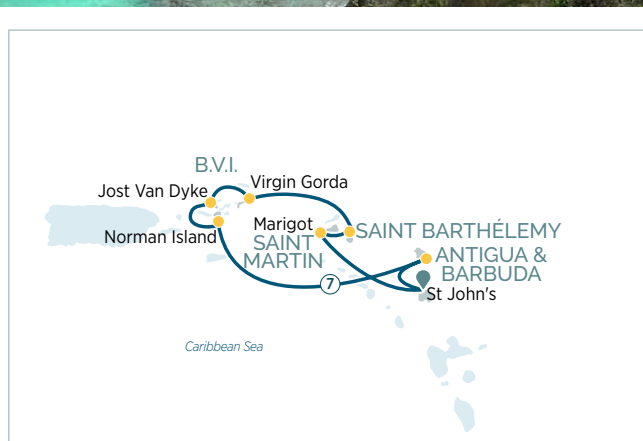 B.V.I.
Jost Van Dyke
Virgin Gorda
Norman Island
Marigot
SAINT
MARTIN
SAINT BARTHÉLEMY
ANTIGUA &
BARBUDA
7
St John's
Caribbean Sea